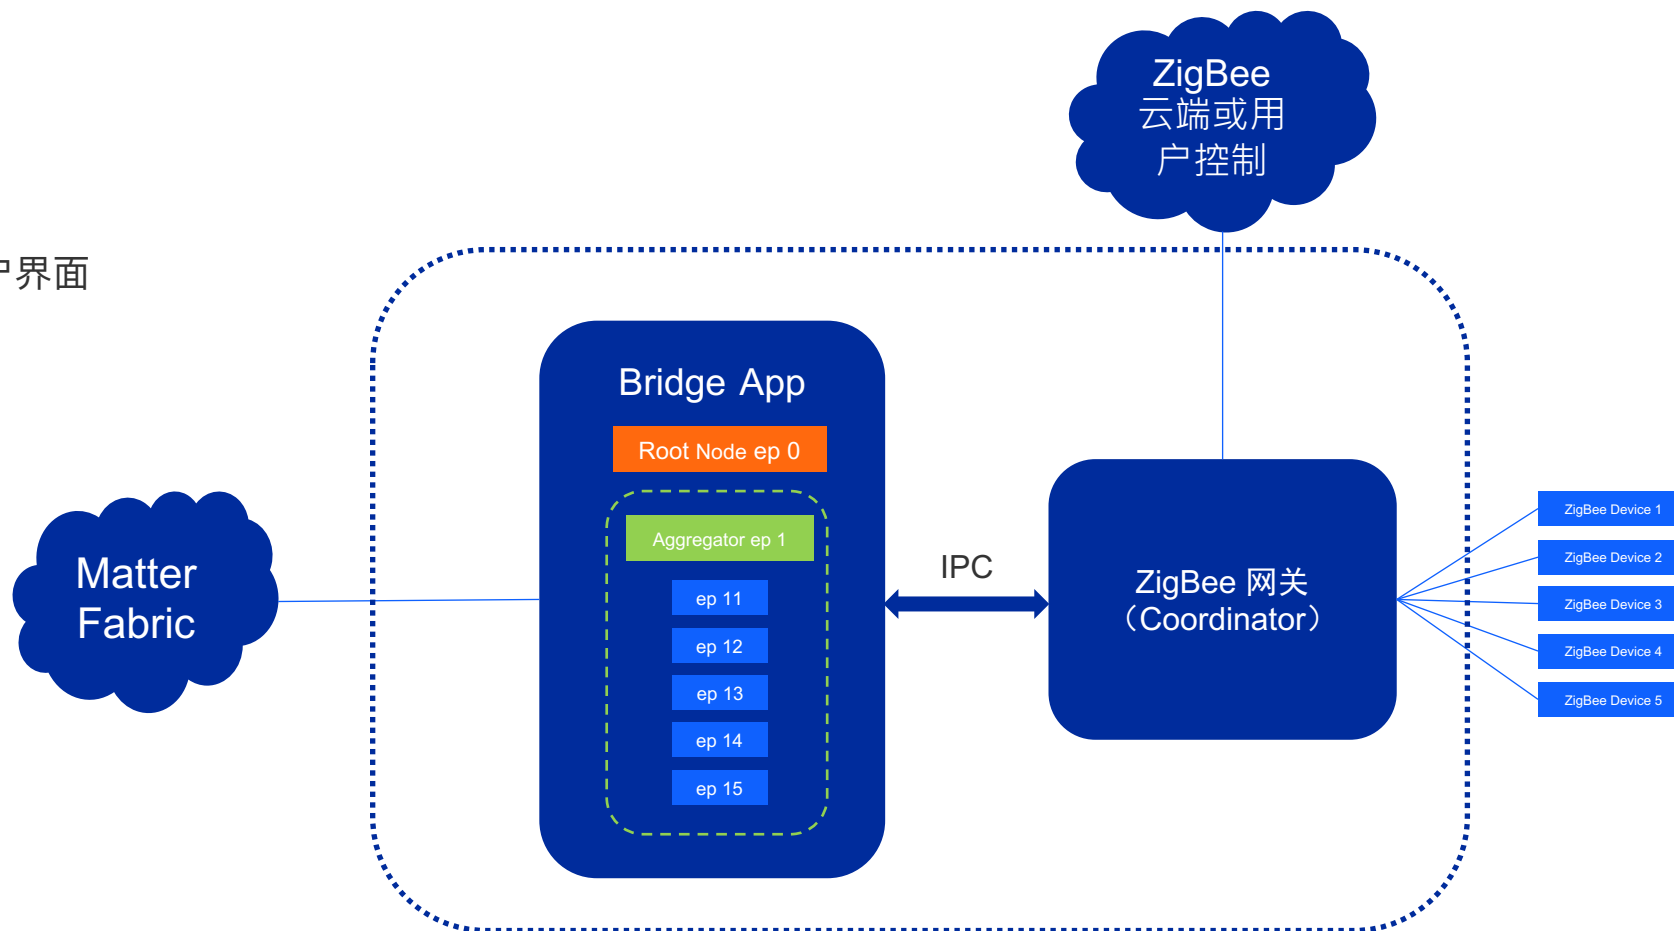 ZigBee
云端或用
户控制
户界面
Bridge App
Root Node ep 0
Aggregator ep 1
ep 11
ep 12
ep 13
ep 14
ep 15
Matter
Fabric
IPC
ZigBee 网关
（Coordinator）
ZigBee Device 1
ZigBee Device 2
ZigBee Device 3
ZigBee Device 4
ZigBee Device 5